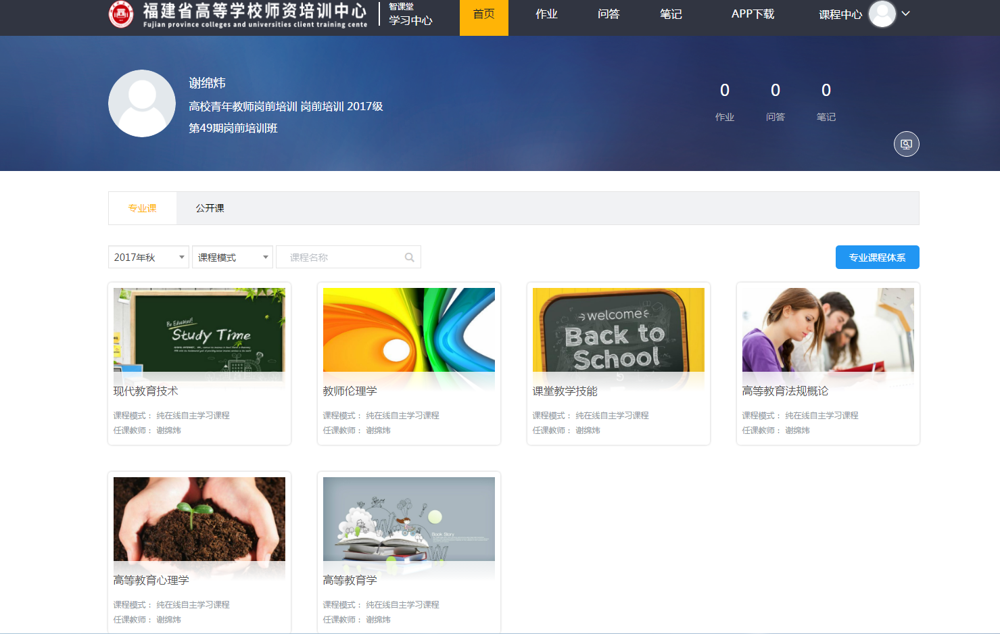 福建省高等学校师资培训中心
Fujian province colleges and universities client training cente
智课堂
学习中心
首页
作业
问答
笔记
APP下载
课程中心
谢绵炜
高校青年教师岗前培训 岗前培训 2017级
第49期岗前培训班
0
0
0
作业
问答
笔记
专业课
公开课
2017年秋
课程模式
课程名称
专业课程体系
Be Educated!
Study Time
welcome
Back to
School
现代教育技术
教师伦理学
课堂教学技能
高等教育法规概论
课程模式： 纯在线自主学习课程
课程模式： 纯在线自主学习课程
课程模式： 纯在线自主学习课程
课程模式： 纯在线自主学习课程
任课教师： 谢绵炜
任课教师： 谢绵炜
任课教师： 谢绵炜
任课教师： 谢绵炜
W
Book Story
W
高等教育心理学
高等教育学
课程模式： 纯在线自主学习课程
课程模式： 纯在线自主学习课程
任课教师： 谢绵炜
任课教师： 谢绵炜